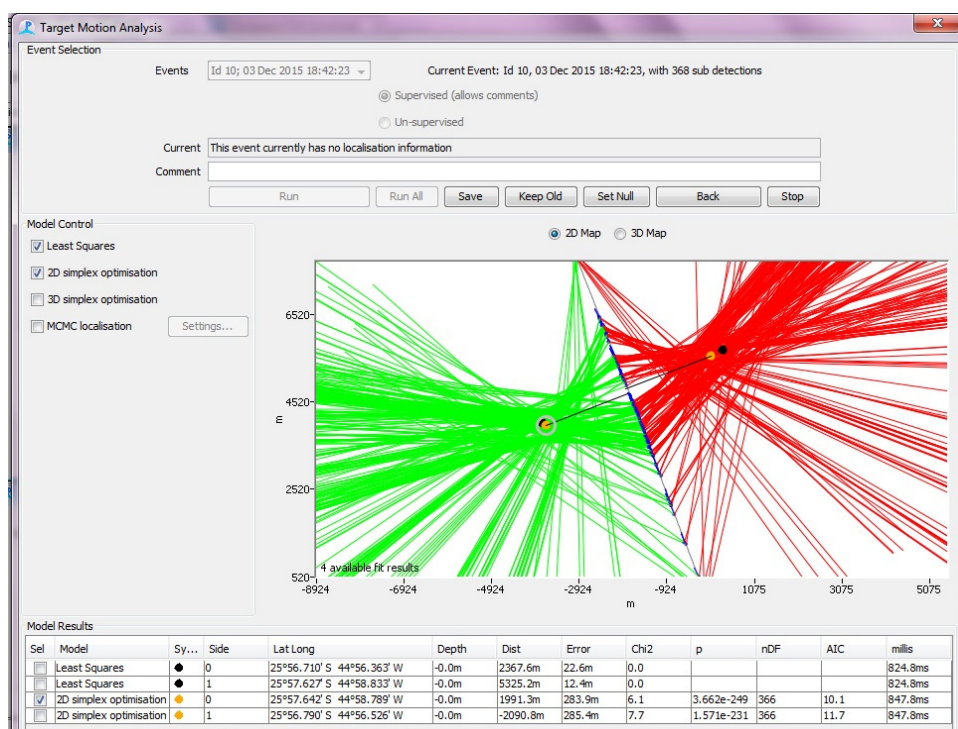 Target Motion Analysis
Event Selection
Events Id 10; 03 Dec 2015 18:42:23 Current Event: Id 10, 03 Dec 2015 18:42:23, with 368 sub detections
Supervised (allows comments)
Un-supervised
Current This event currently has no localisation information
Comment
Run Run All Save Keep Old Set Null Back Stop
Model Control
Least Squares
2D simplex optimisation
3D simplex optimisation
MCMC localisation Settings...
2D Map 3D Map
6520
4520
m
2520
520
4 available fit results
-8924 -6924 -4924 -2924 -924 1075 3075 5075
m
Model Results
Sel Model Sy... Side Lat Long Depth Dist Error Chi2 p nDF AIC millis
Least Squares 0 25°56.710' S 44°56.363' W -0.0m 2367.6m 22.6m 0.0 824.8ms
Least Squares 1 25°57.627' S 44°58.833' W -0.0m 5325.2m 12.4m 0.0 824.8ms
2D simplex optimisation 0 25°57.642' S 44°58.789' W -0.0m 1991.3m 283.9m 6.1 3.662e-249 366 10.1 847.8ms
2D simplex optimisation 1 25°56.790' S 44°56.526' W -0.0m -2090.8m 285.4m 7.7 1.571e-231 366 11.7 847.8ms